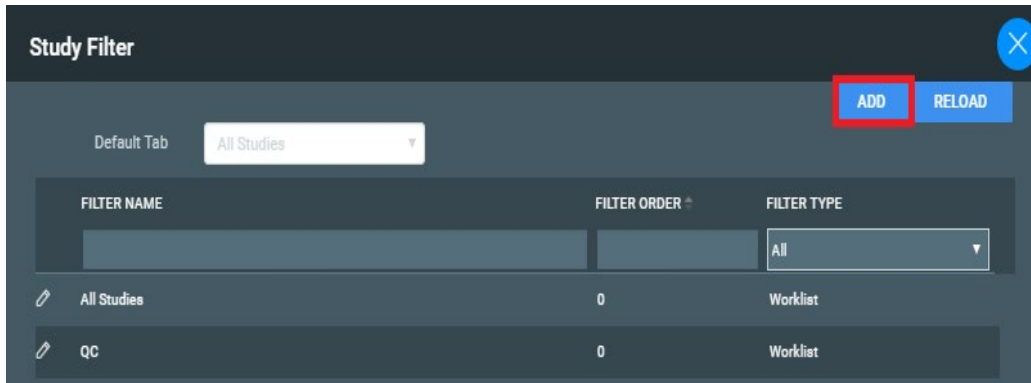 Study Filter
ADD RELOAD
Default Tab All Studies
FILTER NAME FILTER ORDER FILTER TYPE
All
All Studies 0 Worklist
QC 0 Worklist